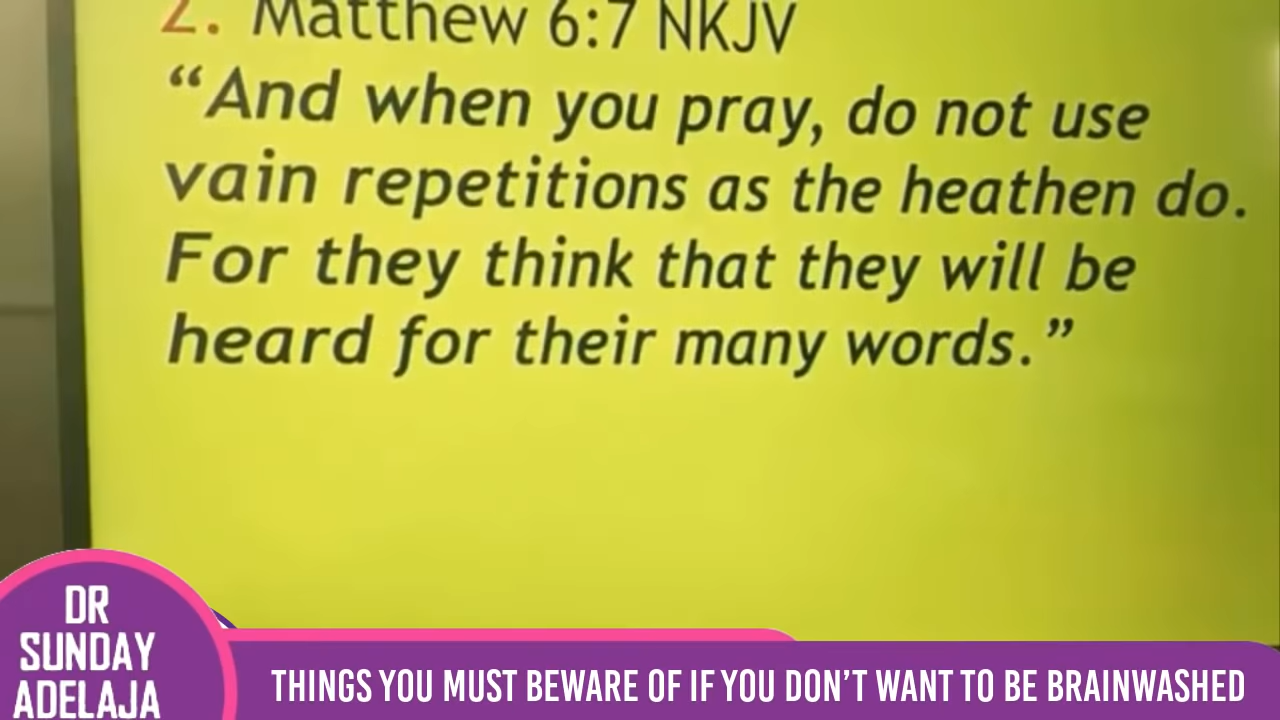 2. Matthew 6:7 NKJV
“And when you pray, do not use
vain repetitions as the heathen do.
For they think that they will be
heard for their many words.”
DR
SUNDAY
ADELAJA
THINGS YOU MUST BEWARE OF IF YOU DON’T WANT TO BE BRAINWASHED